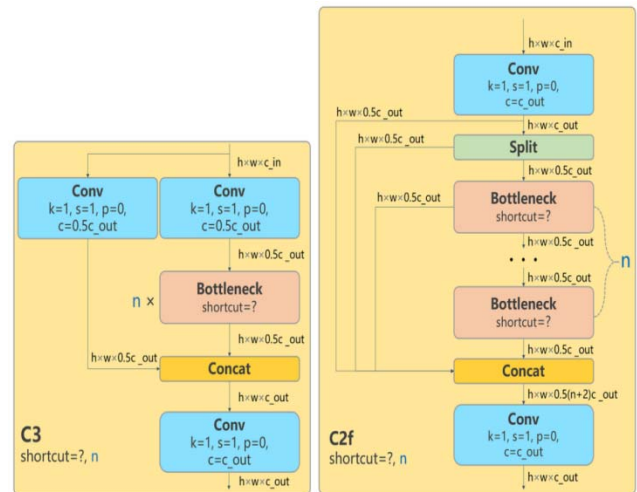 h×w×c_in
Conv
k=1, s=1, p=0,
c=0.5c_out
Conv
k=1, s=1, p=0,
c=0.5c_out
h×w×0.5c_out
n ×
Bottleneck
shortcut=?
h×w×0.5c_out
h×w×0.5c_out
Concat
h×w×c_out
Conv
k=1, s=1, p=0,
c=c_out
h×w×c_out
C3
shortcut=?, n
h×w×c_in
Conv
k=1, s=1, p=0,
c=c_out
h×w×0.5c_out
h×w×c_out
Split
h×w×0.5c_out
h×w×0.5c_out
h×w×0.5c_out
Bottleneck
shortcut=?
h×w×0.5c_out
• • •
n
h×w×0.5c_out
Bottleneck
shortcut=?
h×w×0.5c_out
Concat
h×w×0.5(n+2)c_out
Conv
k=1, s=1, p=0,
c=c_out
h×w×c_out
C2f
shortcut=?, n